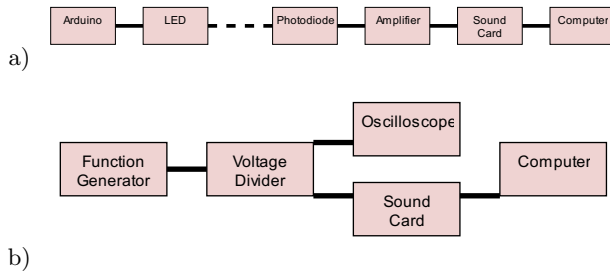 Arduino
LED
Photodiode
Amplifier
Sound
Card
Computer
a)
Function
Generator
Voltage
Divider
Oscilloscope
Sound
Card
Computer
b)